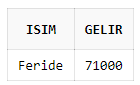 ISIM GELIR
Feride 71000